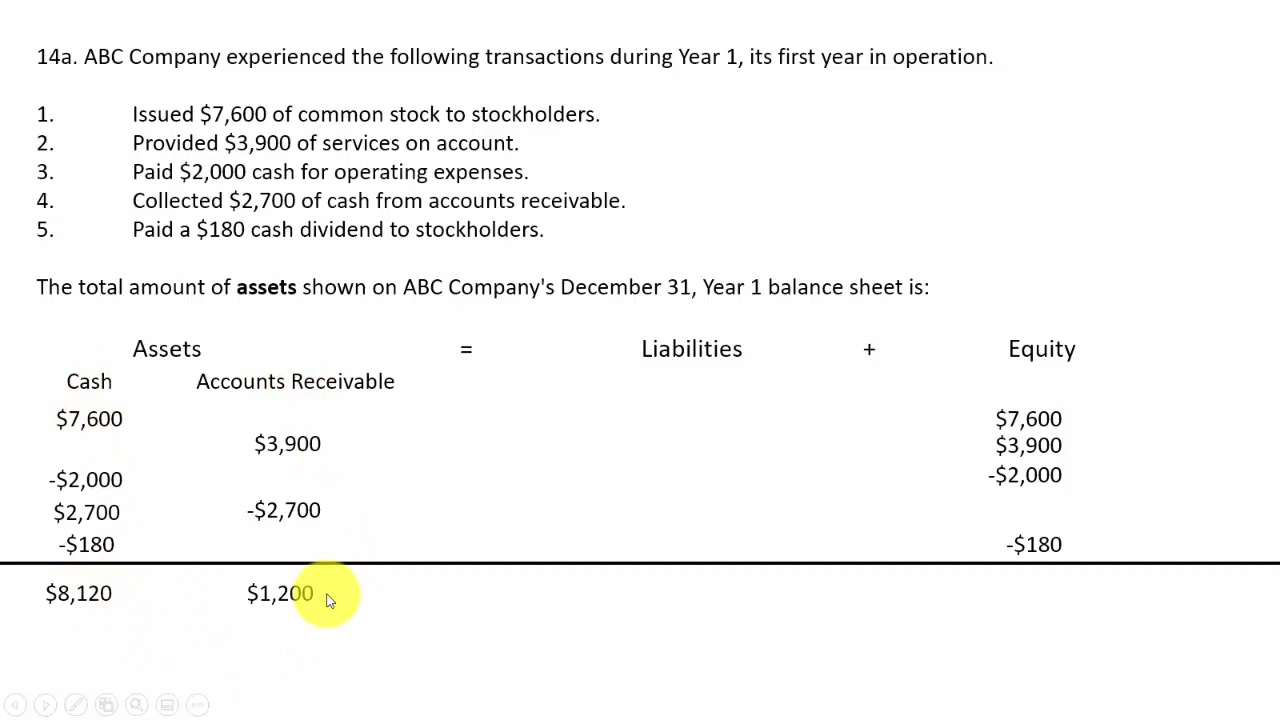 14a. ABC Company experienced the following transactions during Year 1, its first year in operation.
1. Issued $7,600 of common stock to stockholders.
2. Provided $3,900 of services on account.
3. Paid $2,000 cash for operating expenses.
4. Collected $2,700 of cash from accounts receivable.
5. Paid a $180 cash dividend to stockholders.
The total amount of assets shown on ABC Company's December 31, Year 1 balance sheet is:
Assets = Liabilities + Equity
Cash Accounts Receivable
$7,600 $7,600
$3,900 $3,900
-$2,000 -$2,000
$2,700 -$2,700
-$180 -$180
$8,120 $1,200